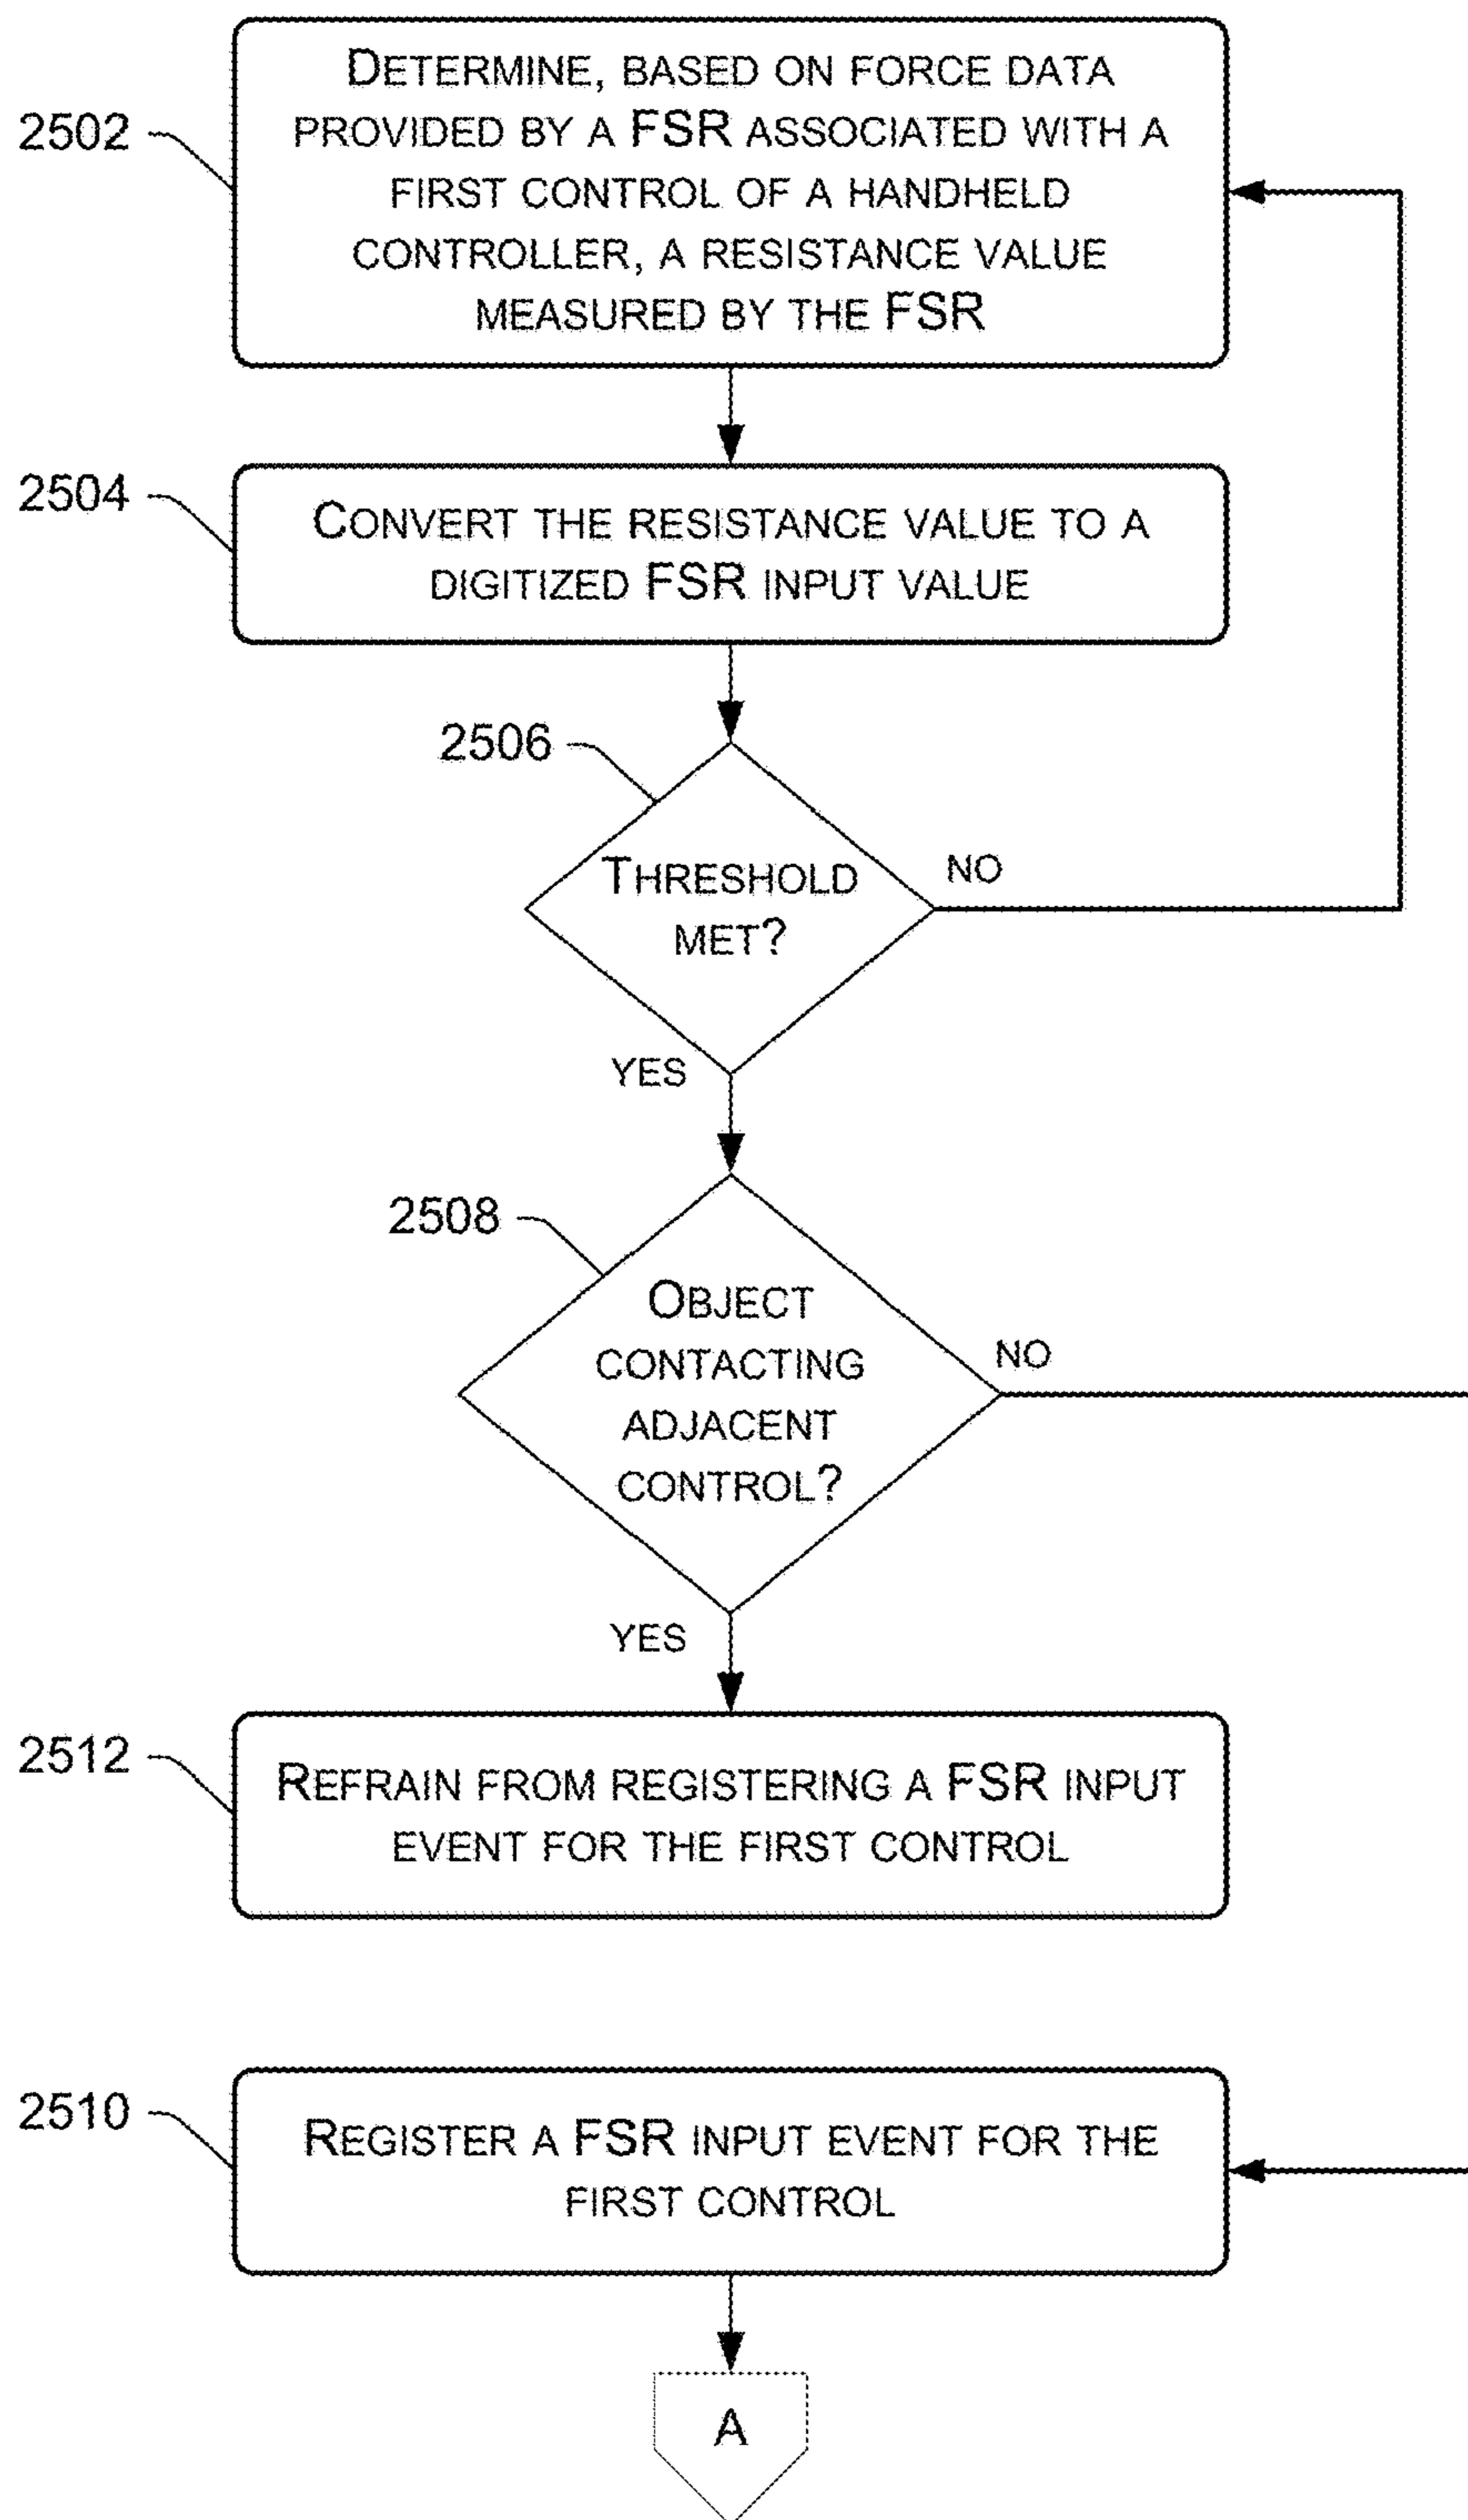 2502
DETERMINE, BASED ON FORCE DATA
PROVIDED BY A FSR ASSOCIATED WITH A
FIRST CONTROL OF A HANDHELD
CONTROLLER, A RESISTANCE VALUE
MEASURED BY THE FSR
2504
CONVERT THE RESISTANCE VALUE TO A
DIGITIZED FSR INPUT VALUE
2506
THRESHOLD
MET?
NO
YES
2508
OBJECT
CONTACTING
ADJACENT
CONTROL?
NO
YES
2512
REFRAIN FROM REGISTERING A FSR INPUT
EVENT FOR THE FIRST CONTROL
2510
REGISTER A FSR INPUT EVENT FOR THE
FIRST CONTROL
A